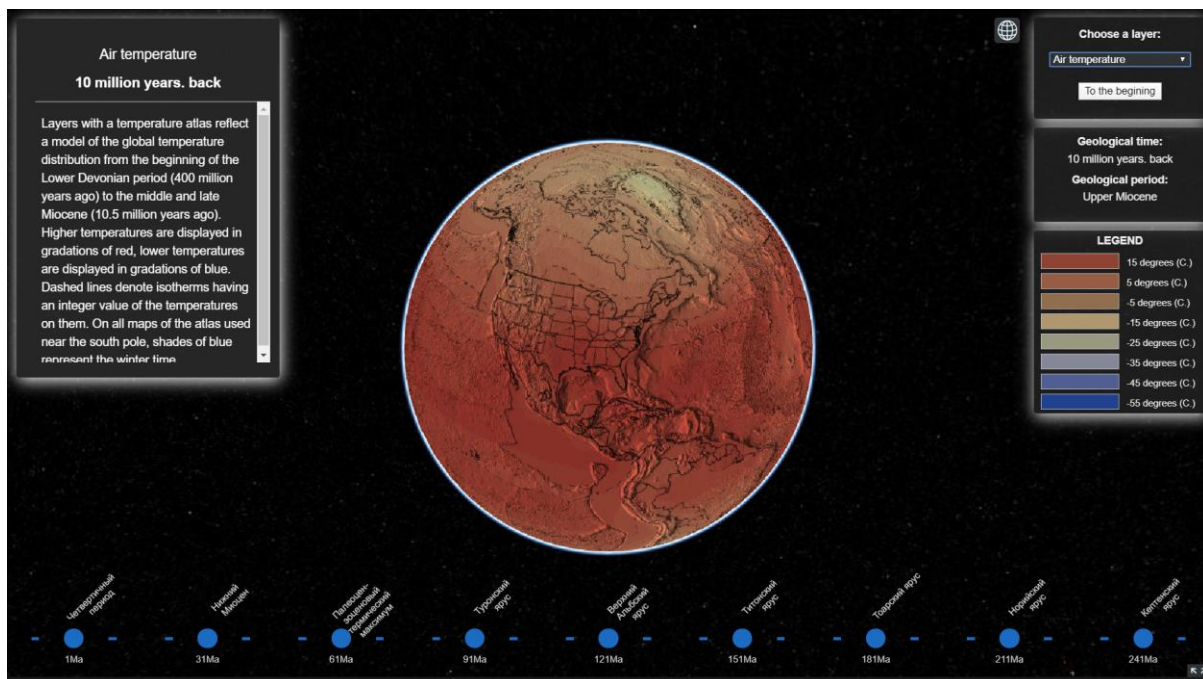 Air temperature
10 million years. back
Layers with a temperature atlas reflect
a model of the global temperature
distribution from the beginning of the
Lower Devonian period (400 million
years ago) to the middle and late
Miocene (10.5 million years ago).
Higher temperatures are displayed in
gradations of red, lower temperatures
are displayed in gradations of blue.
Dashed lines denote isotherms having
an integer value of the temperatures
on them. On all maps of the atlas used
near the south pole, shades of blue
represent the winter time
Choose a layer:
Air temperature
To the begining
Geological time:
10 million years. back
Geological period:
Upper Miocene
LEGEND
15 degrees (C.)
5 degrees (C.)
-5 degrees (C.)
-15 degrees (C.)
-25 degrees (C.)
-35 degrees (C.)
-45 degrees (C.)
-55 degrees (C.)
Четвертичный
период
Нижний
Миоцен
Палеоцен-
эоценовый
термический
максимум
Туронский
ярус
Верхний
Альбский
ярус
Титонский
ярус
Тоарский ярус
Норийский
ярус
Кептенский
ярус
1Ma
31Ma
61Ma
91Ma
121Ma
151Ma
181Ma
211Ma
241Ma